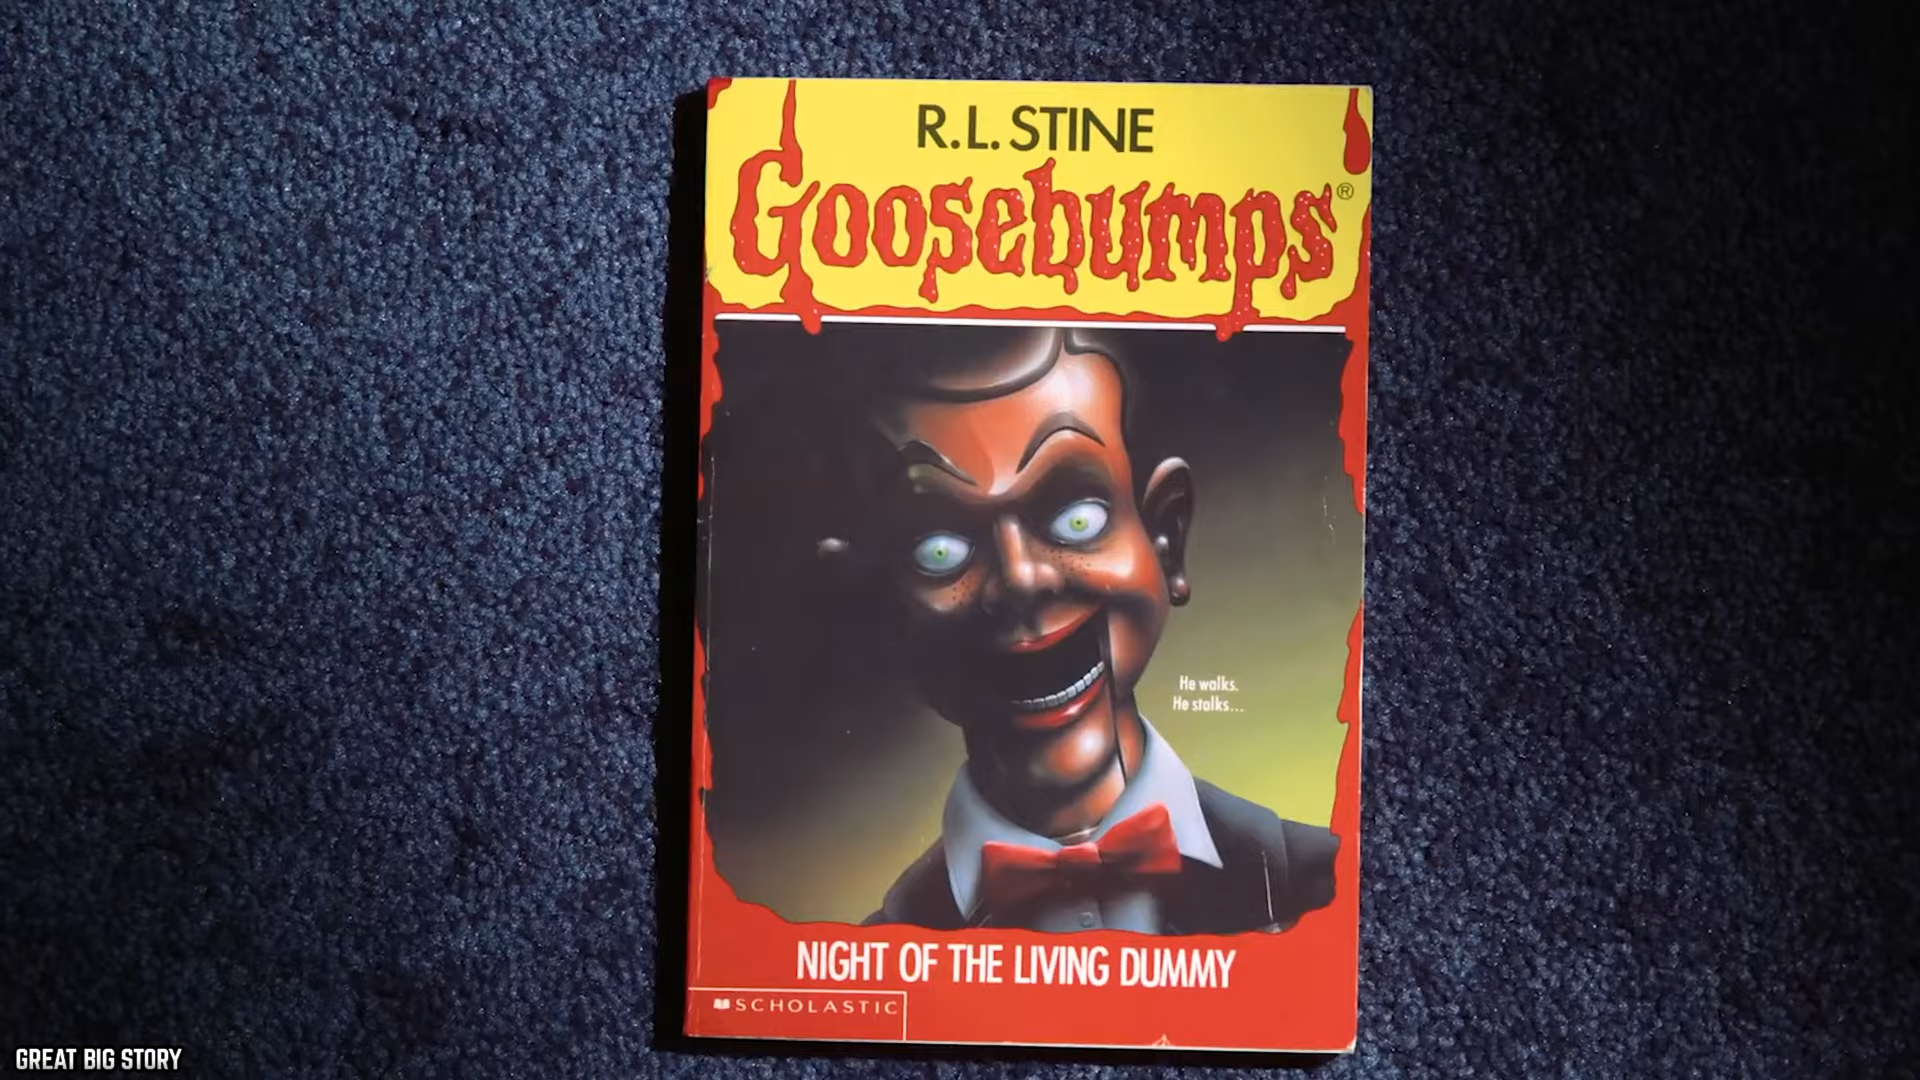 R.L. STINE
Goosebumps®
He walks.
He stalks...
NIGHT OF THE LIVING DUMMY
SCHOLASTIC
GREAT BIG STORY